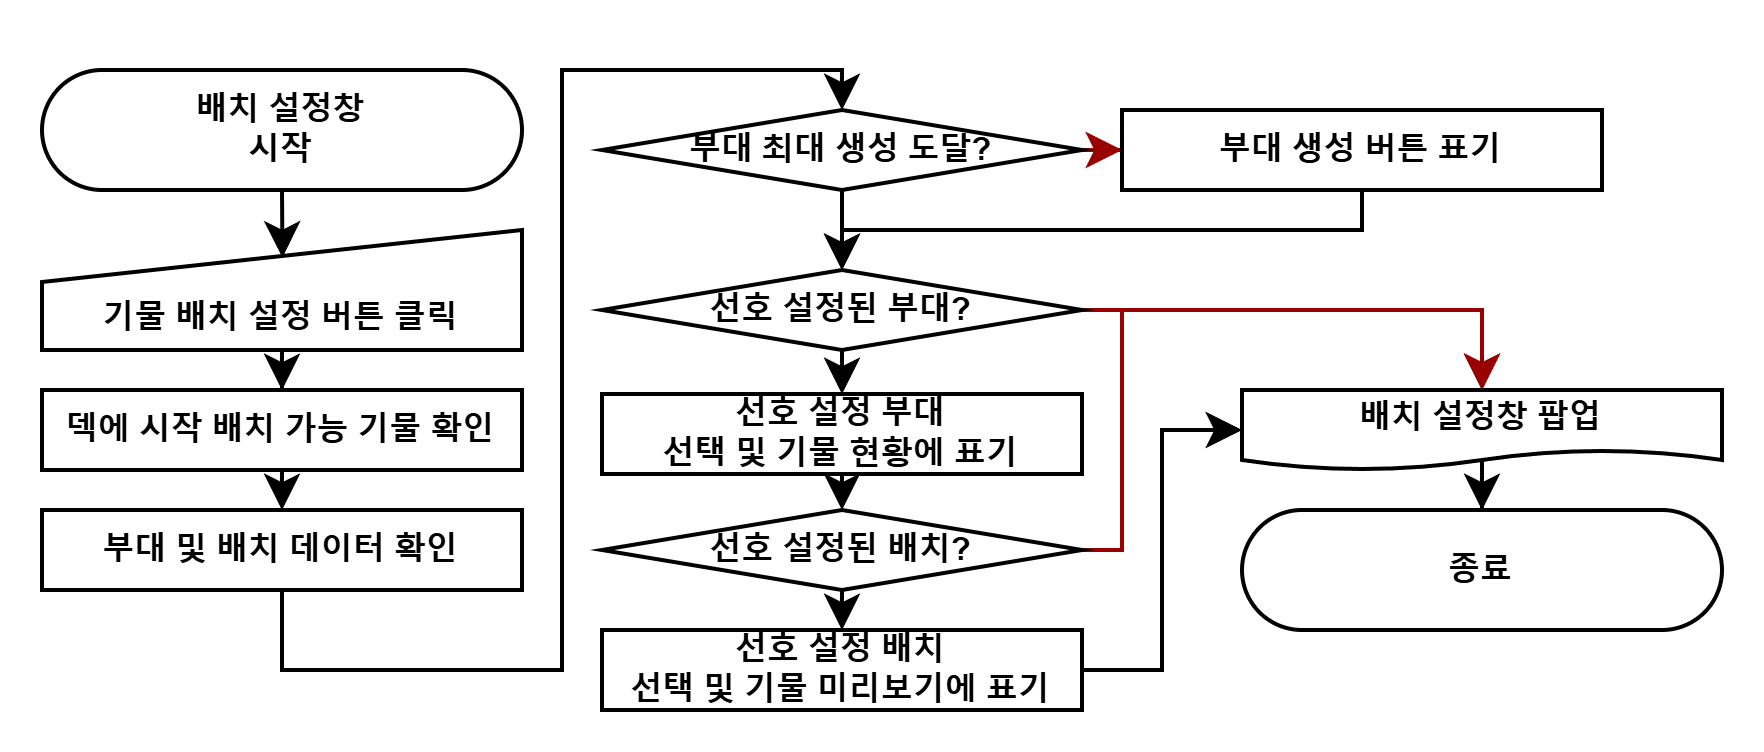 배치 설정창
시작
기물 배치 설정 버튼 클릭
덱에 시작 배치 가능 기물 확인
부대 및 배치 데이터 확인
부대 최대 생성 도달?
부대 생성 버튼 표기
선호 설정된 부대?
선호 설정 부대
선택 및 기물 현황에 표기
선호 설정된 배치?
선호 설정 배치
선택 및 기물 미리보기에 표기
배치 설정창 팝업
종료